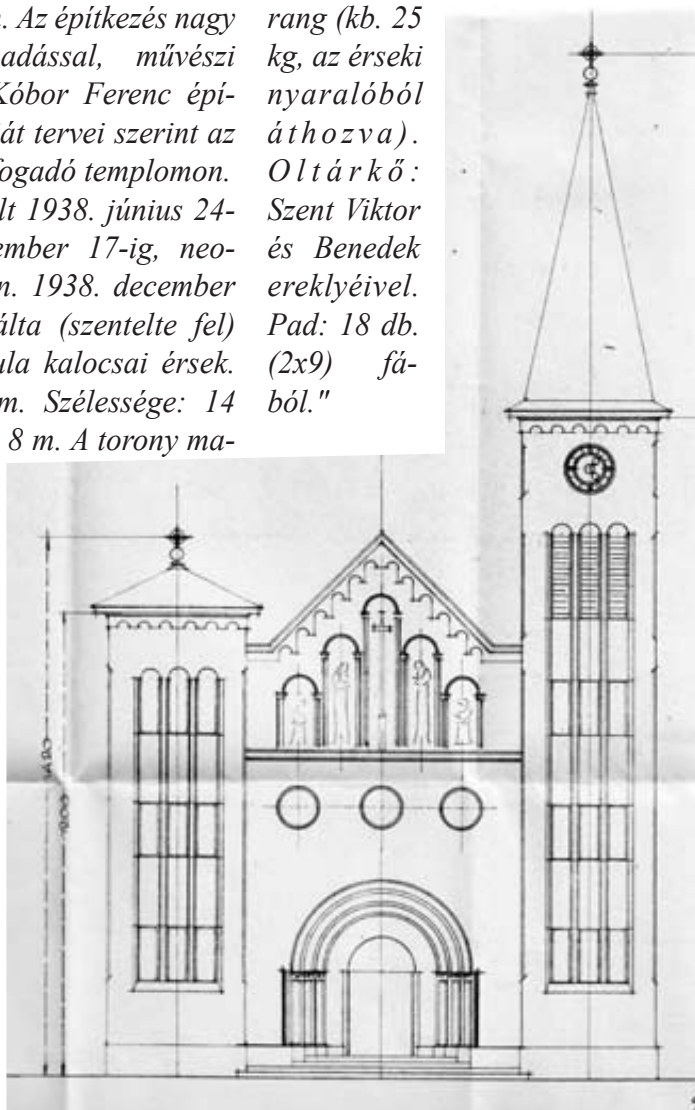 n. Az építkezés nagy
adással, művészi
Kóbor Ferenc épí-
ját tervei szerint az
fogadó templomon.
lt 1938. június 24-
ember 17-ig, neo-
n. 1938. december
álta (szentelte fel)
ula kalocsai érsek.
m. Szélessége: 14
8 m. A torony ma-
rang (kb. 25
kg, az érseki
nyaralóból
áthozva).
Oltárkő:
Szent Viktor
és Benedek
ereklyéivel.
Pad: 18 db.
(2x9) fá-
ból."